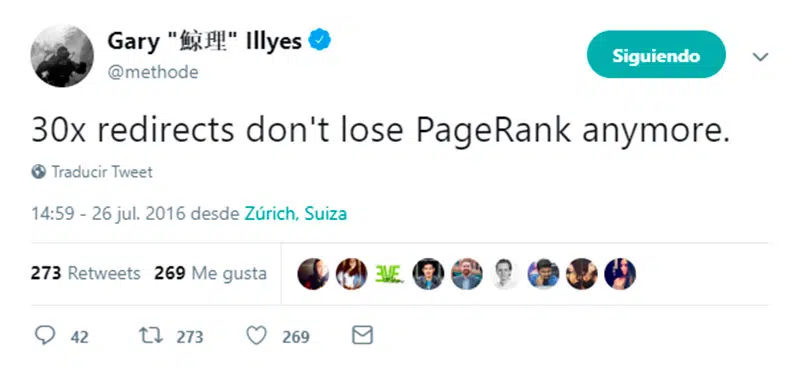 Gary "鯨理" Illyes
@methode
Siguiendo
30x redirects don't lose PageRank anymore.
Traducir Tweet
14:59 - 26 jul. 2016 desde Zúrich, Suiza
273 Retweets 269 Me gusta
42 273 269